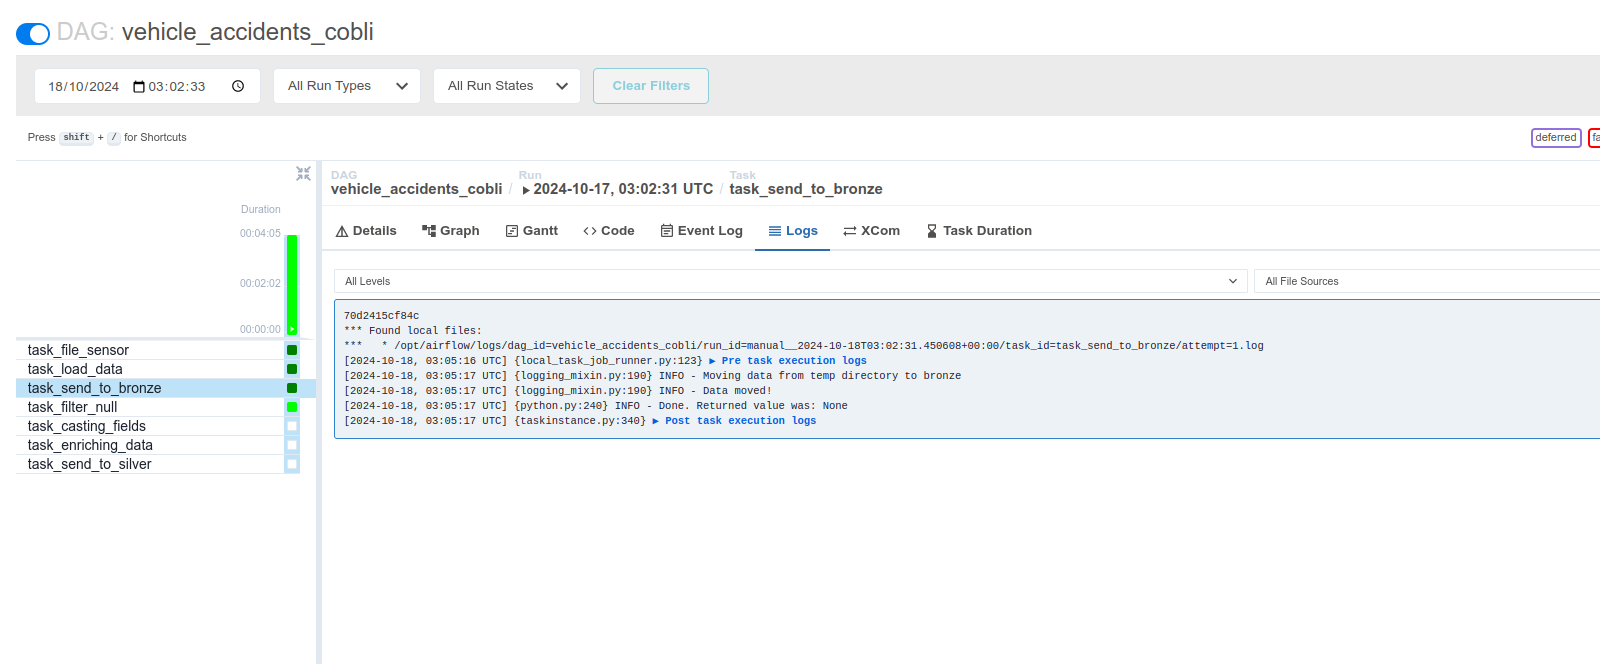 DAG: vehicle_accidents_cobli
18/10/2024 03:02:33
All Run Types
All Run States
Clear Filters
Press shift + / for Shortcuts
deferred
fa
DAG
vehicle_accidents_cobli
/
Run
2024-10-17, 03:02:31 UTC
/
Task
task_send_to_bronze
Duration
00:04:05
00:02:02
00:00:00
task_file_sensor
task_load_data
task_send_to_bronze
task_filter_null
task_casting_fields
task_enriching_data
task_send_to_silver
Details
Graph
Gantt
Code
Event Log
Logs
XCom
Task Duration
All Levels
All File Sources
70d2415cf84c
*** Found local files:
***   * /opt/airflow/logs/dag_id=vehicle_accidents_cobli/run_id=manual__2024-10-18T03:02:31.450608+00:00/task_id=task_send_to_bronze/attempt=1.log
[2024-10-18, 03:05:16 UTC] {local_task_job_runner.py:123} ▶ Pre task execution logs
[2024-10-18, 03:05:17 UTC] {logging_mixin.py:190} INFO - Moving data from temp directory to bronze
[2024-10-18, 03:05:17 UTC] {logging_mixin.py:190} INFO - Data moved!
[2024-10-18, 03:05:17 UTC] {python.py:240} INFO - Done. Returned value was: None
[2024-10-18, 03:05:17 UTC] {taskinstance.py:340} ▶ Post task execution logs